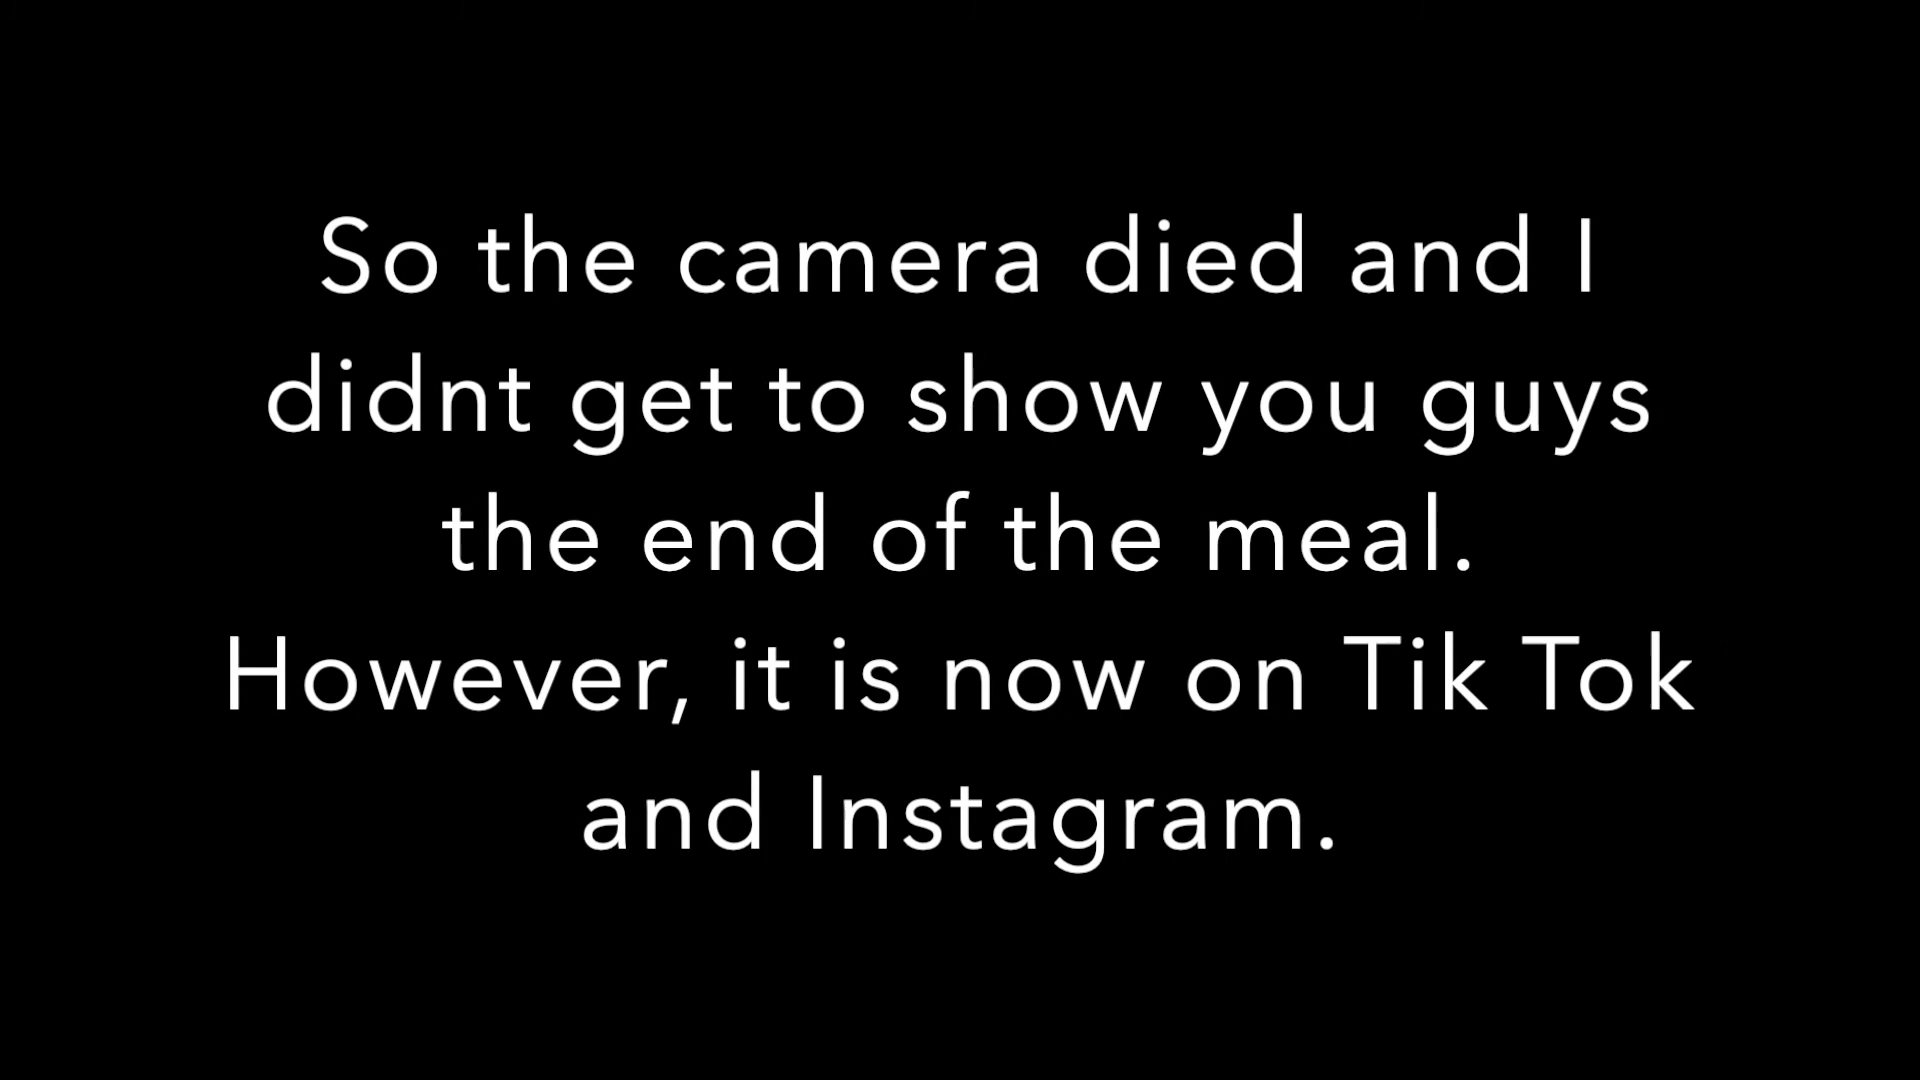 So the camera died and I
didnt get to show you guys
the end of the meal.
However, it is now on Tik Tok
and Instagram.